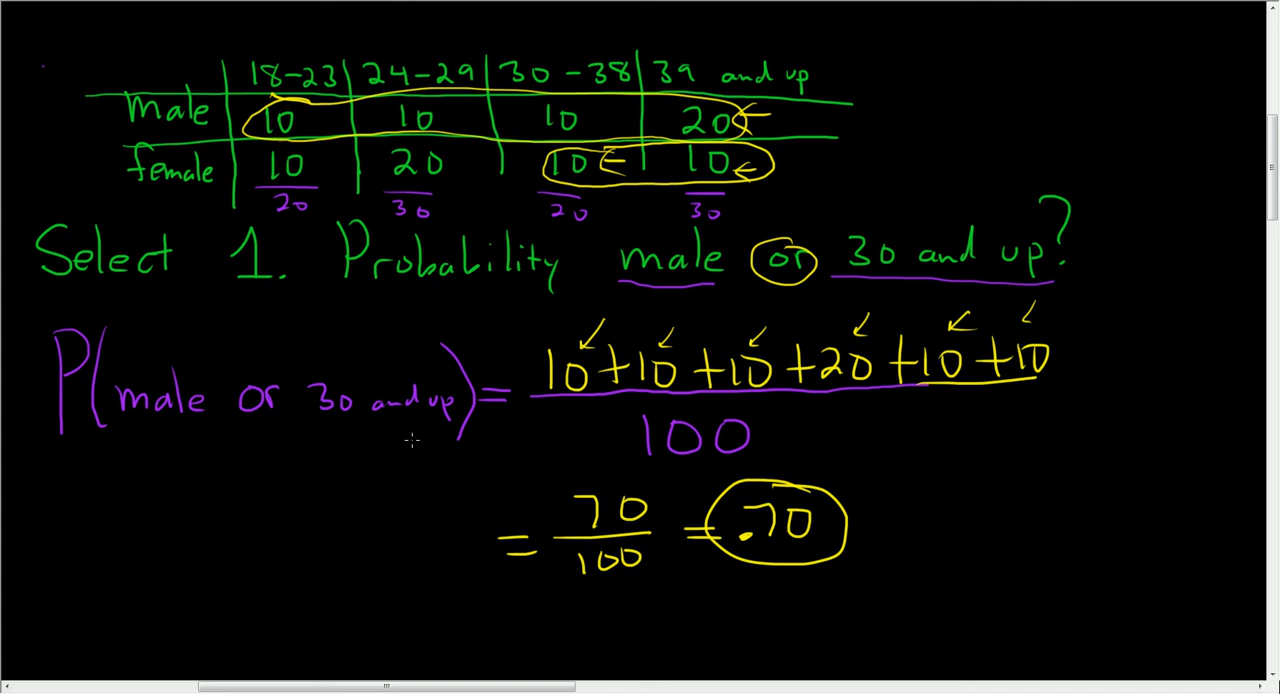 18-23 24-29 30-38 39 and up
male 10 10 10 20
female 10 20 10 10
20 30 20 30
Select 1. Probability male or 30 and up?
10+10+10+20+10+10
P(male or 30 and up)=
100
70
= =.70
100